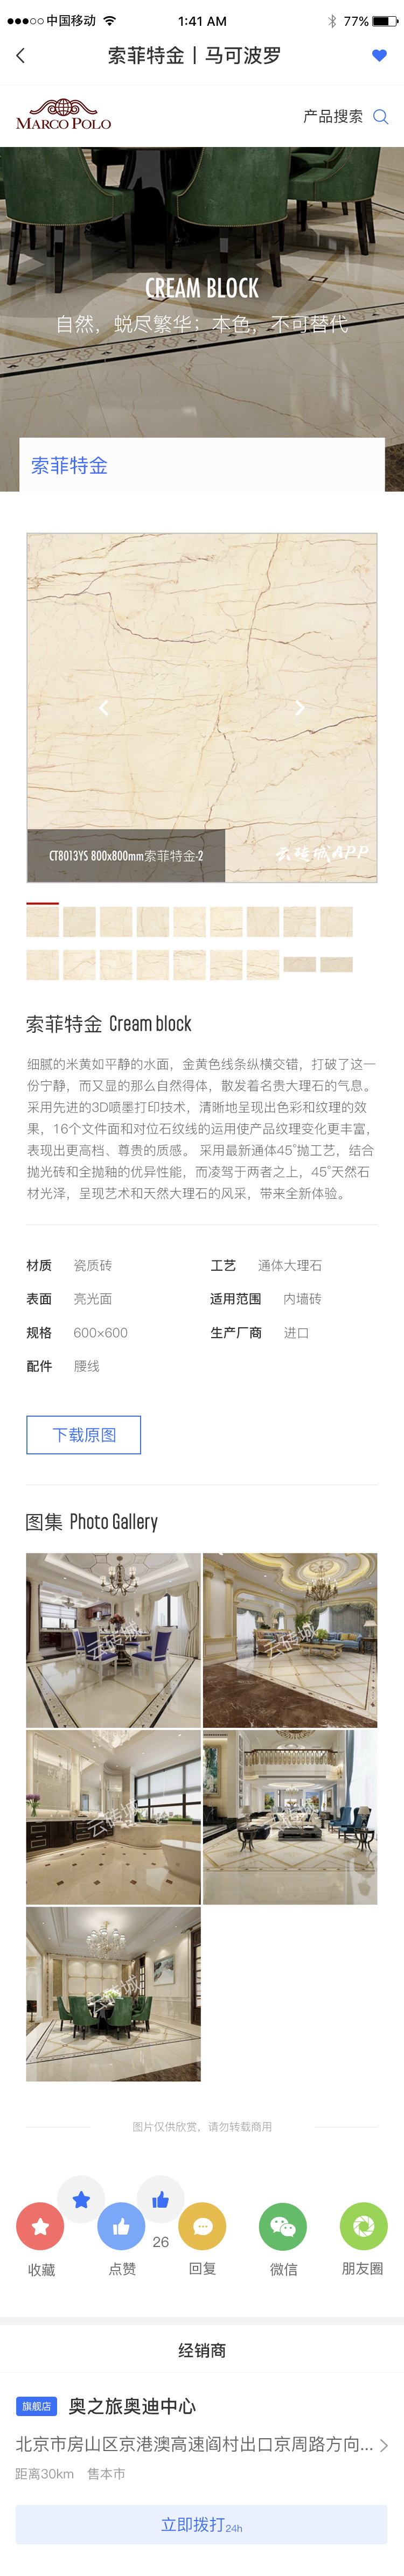 中国移动 1:41 AM 77%
索菲特金丨马可波罗
MARCO POLO 产品搜索
CREAM BLOCK
自然，蜕尽繁华；本色，不可替代
索菲特金
CT8013YS 800x800mm索菲特金-2
云砖城APP
索菲特金 Cream block
细腻的米黄如平静的水面，金黄色线条纵横交错，打破了这一
份宁静，而又显的那么自然得体，散发着名贵大理石的气息。
采用先进的3D喷墨打印技术，清晰地呈现出色彩和纹理的效
果，16个文件面和对位石纹线的运用使产品纹理变化更丰富，
表现出更高档、尊贵的质感。 采用最新通体45°抛工艺，结合
抛光砖和全抛釉的优异性能，而凌驾于两者之上，45°天然石
材光泽，呈现艺术和天然大理石的风采，带来全新体验。
材质 瓷质砖 工艺 通体大理石
表面 亮光面 适用范围 内墙砖
规格 600×600 生产厂商 进口
配件 腰线
下载原图
图集 Photo Gallery
云砖城
云砖城
云砖城
云砖城
云砖城
图片仅供欣赏，请勿转载商用
26
收藏 点赞 回复 微信 朋友圈
经销商
旗舰店 奥之旅奥迪中心
北京市房山区京港澳高速阎村出口京周路方向...
距离30km 售本市
立即拨打24h